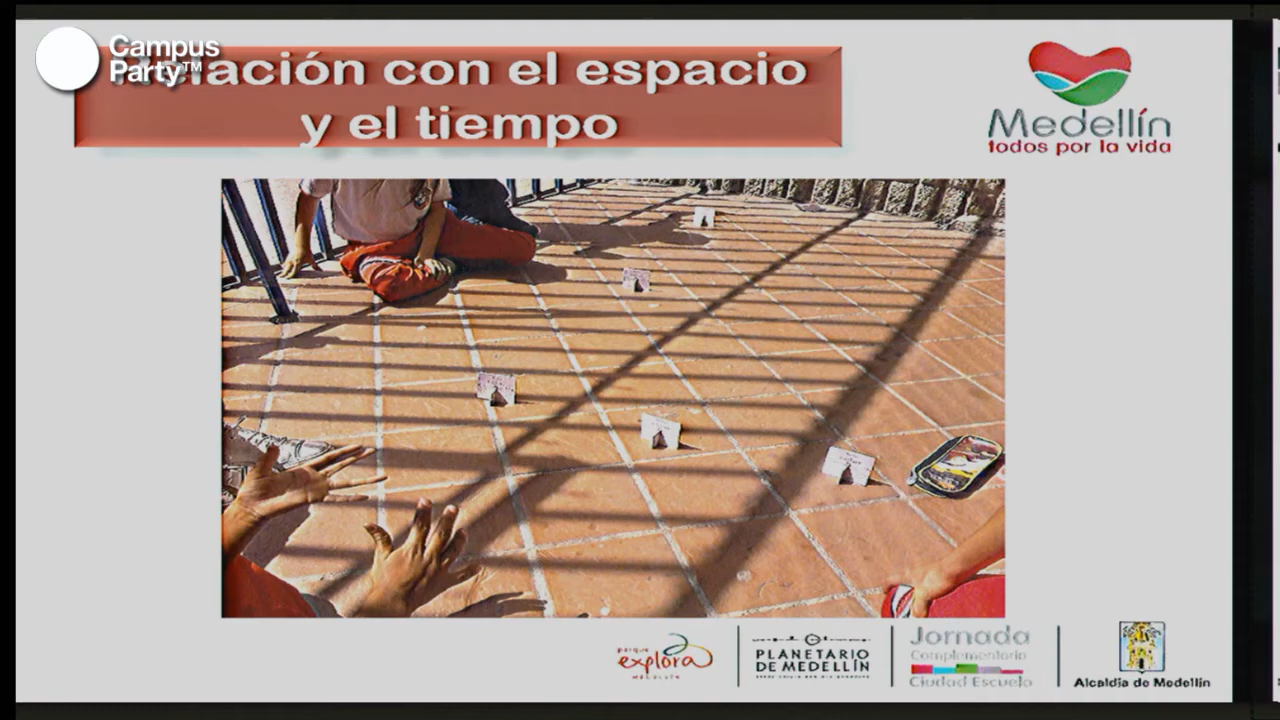 Campus
Party™
ación con el espacio
y el tiempo
Medellín
todos por la vida
parque
explora
PLANETARIO
DE MEDELLÍN
Jornada
Complementaria
Ciudad Escuela
Alcaldía de Medellín